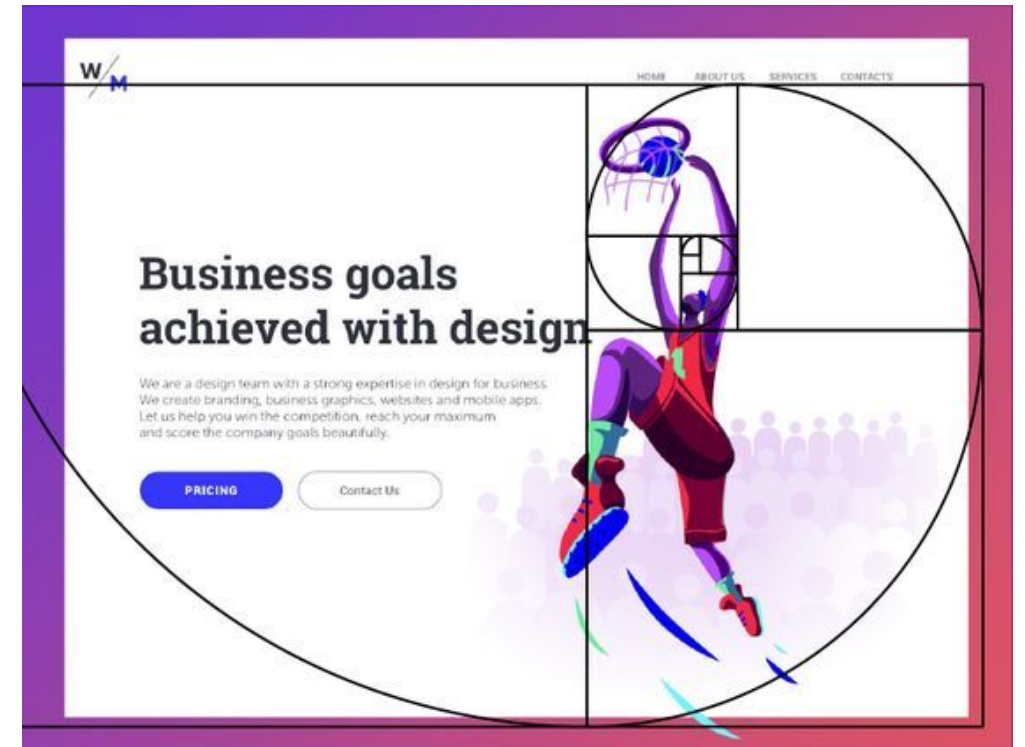 W/M
HOME ABOUT US SERVICES CONTACTS
Business goals
achieved with design
We are a design team with a strong expertise in design for business.
We create branding, business graphics, websites and mobile apps.
Let us help you win the competition, reach your maximum
and score the company goals beautifully.
PRICING Contact Us